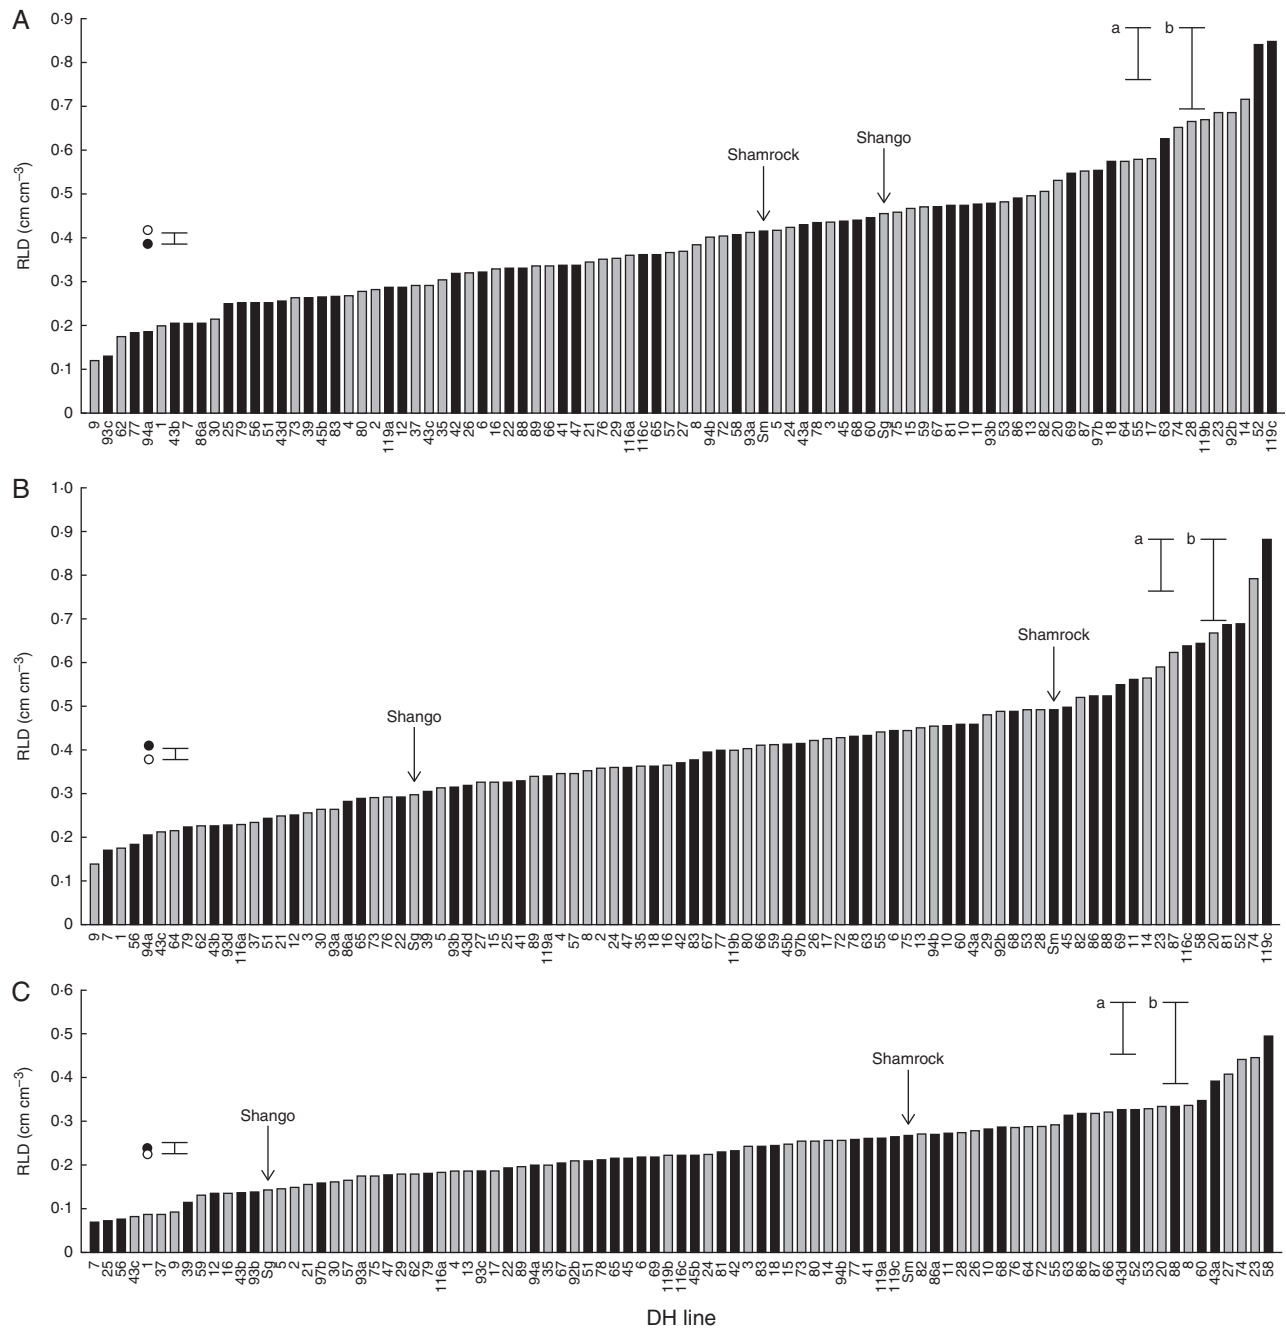 A
0·9
0·8
0·7
0·6
0·5
0·4
0·3
0·2
0·1
0
RLD (cm cm⁻³)
a b
Shamrock
Shango
9 93c 62 77 94a 1 43b 7 86a 30 25 79 56 51 43d 73 39 45b 83 4 80 2 119a 12 37 43c 35 42 26 6 16 22 88 89 66 41 47 21 76 29 116a 116c 65 57 27 8 94b 72 58 93a Sm 5 24 43a 78 3 45 68 60 Sg 75 15 59 67 81 10 11 93b 53 86 13 82 20 69 87 97b 18 64 55 17 63 74 28 119b 23 92b 14 52 119c
B
1·0
0·9
0·8
0·7
0·6
0·5
0·4
0·3
0·2
0·1
0
RLD (cm cm⁻³)
a b
Shamrock
Shango
9 7 1 56 94a 43c 64 79 62 43b 93d 116a 37 51 21 12 3 30 93a 86a 65 73 76 22 Sg 39 5 93b 43d 27 15 25 41 89 119a 4 57 8 2 24 47 35 18 16 42 83 67 77 119b 80 66 59 45b 97b 26 17 72 78 63 55 6 75 13 94b 10 60 43a 29 92b 68 53 28 Sm 45 82 86 88 69 11 14 23 87 116c 58 20 81 52 74 119c
C
0·6
0·5
0·4
0·3
0·2
0·1
0
RLD (cm cm⁻³)
a b
Shamrock
Shango
7 25 56 43c 1 37 9 39 59 12 16 43b 93b Sg 5 2 21 97b 30 57 93a 75 47 29 62 79 116a 4 13 93c 17 22 89 94a 35 67 92b 51 78 65 45 6 69 119b 116c 45b 24 81 42 3 83 18 15 73 80 14 94b 77 41 119a 119c Sm 82 86a 11 28 26 10 68 76 64 72 55 63 86 87 66 43d 52 53 20 88 8 60 43a 27 74 23 58
DH line